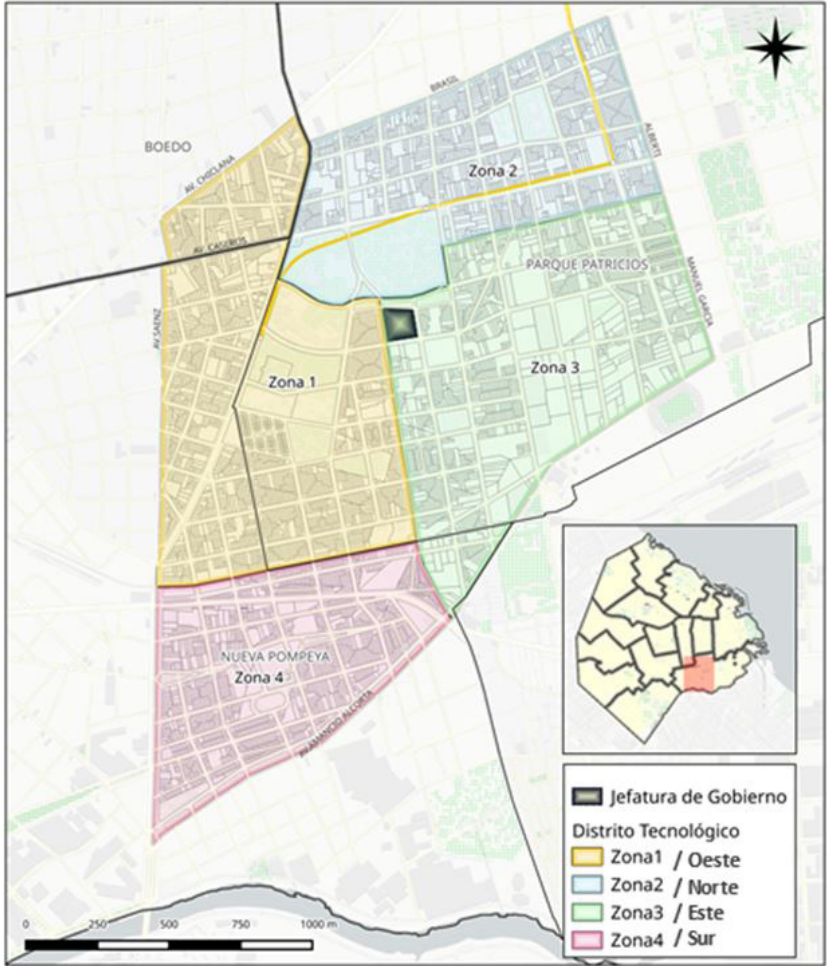 BRASIL
BOEDO
AV. CHICLANA
ALBERTI
Zona 2
AV. CASEROS
PARQUE PATRICIOS
MANUEL GARCIA
AV SAENZ
Zona 3
Zona 1
NUEVA POMPEYA
Zona 4
AV AMANCIO ALCORTA
Jefatura de Gobierno
Distrito Tecnológico
Zona1 / Oeste
Zona2 / Norte
Zona3 / Este
Zona4 / Sur
0 250 500 750 1000 m